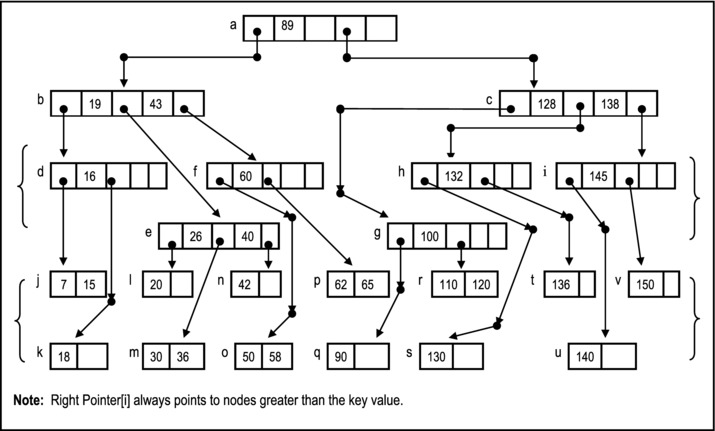 a 89
b 19 43
c 128 138
d 16
f 60
h 132
i 145
e 26 40
g 100
j 7 15
l 20
n 42
p 62 65
r 110 120
t 136
v 150
k 18
m 30 36
o 50 58
q 90
s 130
u 140
Note: Right Pointer[i] always points to nodes greater than the key value.